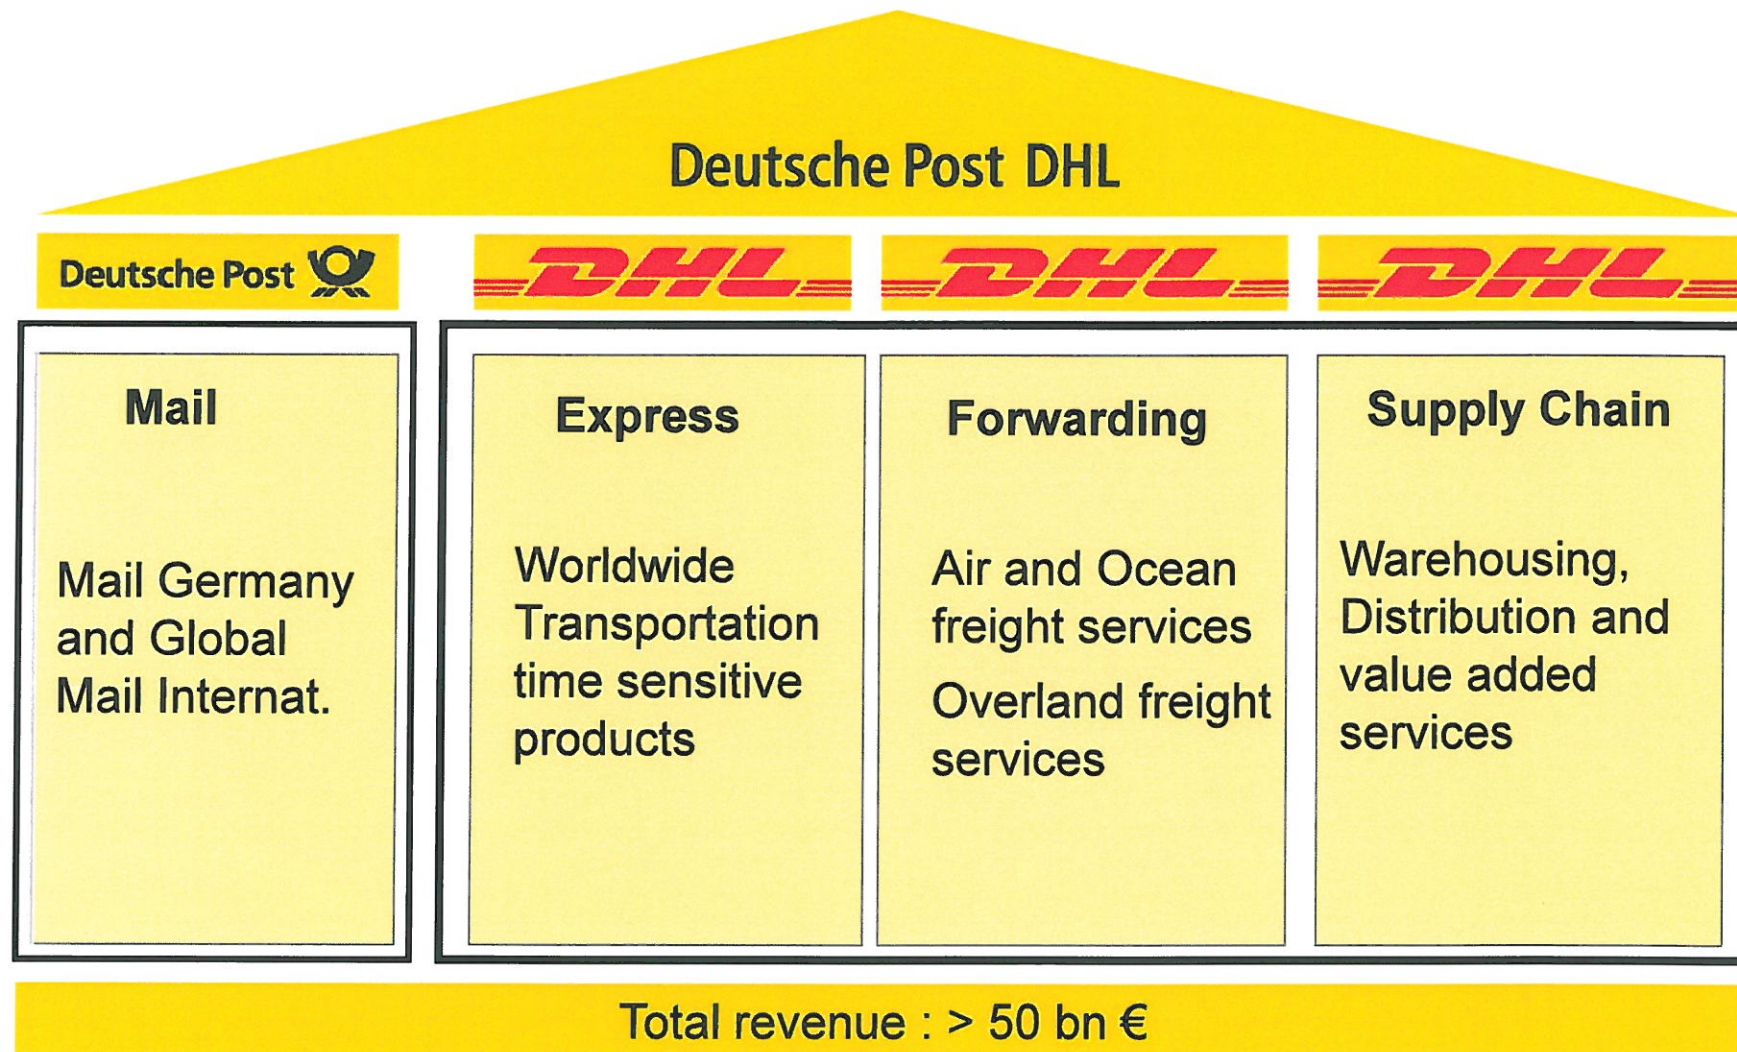 Deutsche Post DHL
Deutsche Post
DHL
DHL
DHL
Mail
Mail Germany
and Global
Mail Internat.
Express
Worldwide
Transportation
time sensitive
products
Forwarding
Air and Ocean
freight services
Overland freight
services
Supply Chain
Warehousing,
Distribution and
value added
services
Total revenue : > 50 bn €